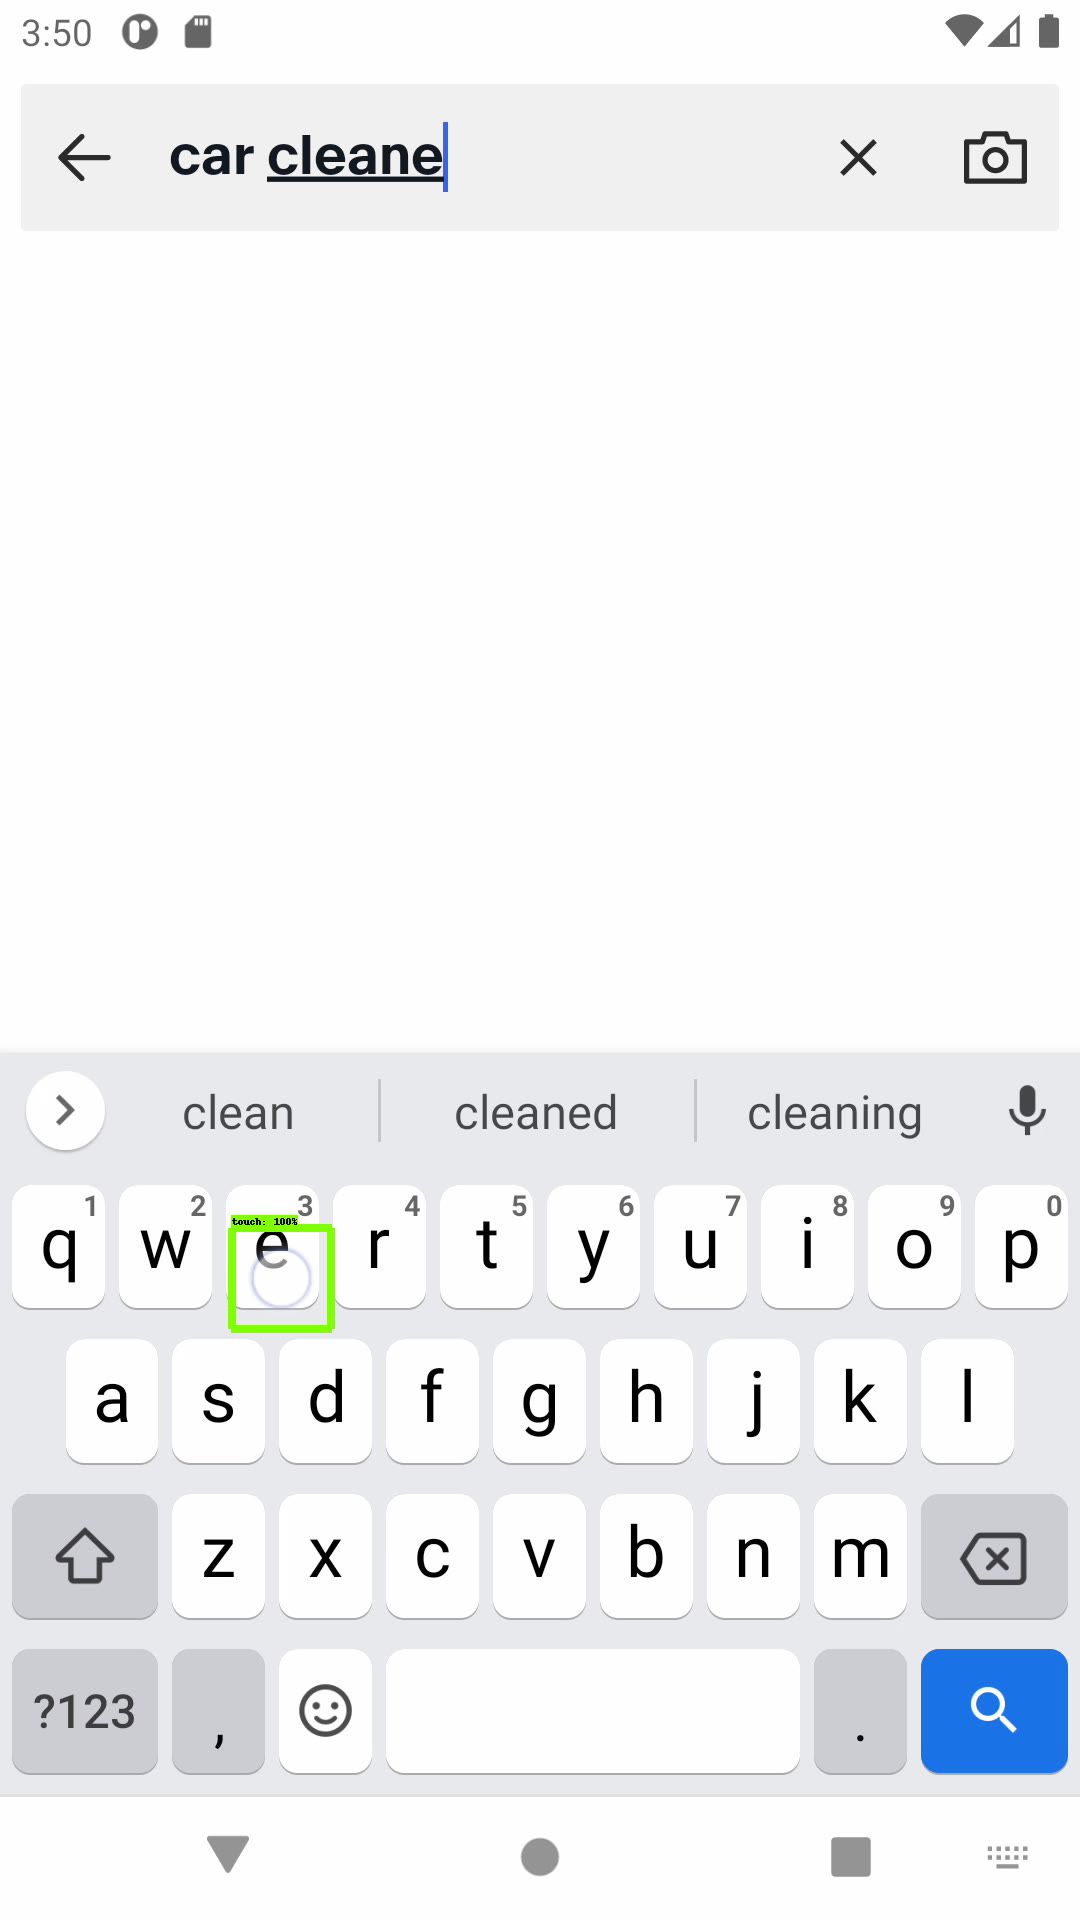 3:50
car cleane
clean cleaned cleaning
1 2 3 4 5 6 7 8 9 0
touch: 100%
q w e r t y u i o p
a s d f g h j k l
z x c v b n m
?123 , .